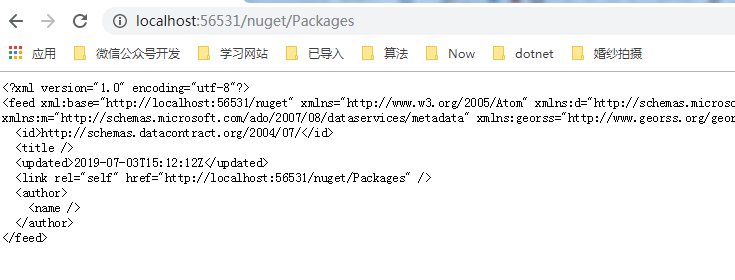 localhost:56531/nuget/Packages
应用 微信公众号开发 学习网站 已导入 算法 Now dotnet 婚纱拍摄
<?xml version="1.0" encoding="utf-8"?>
<feed xml:base="http://localhost:56531/nuget" xmlns="http://www.w3.org/2005/Atom" xmlns:d="http://schemas.microso
xmlns:m="http://schemas.microsoft.com/ado/2007/08/dataservices/metadata" xmlns:georss="http://www.georss.org/geor
<id>http://schemas.datacontract.org/2004/07/</id>
<title />
<updated>2019-07-03T15:12:12Z</updated>
<link rel="self" href="http://localhost:56531/nuget/Packages" />
<author>
<name />
</author>
</feed>